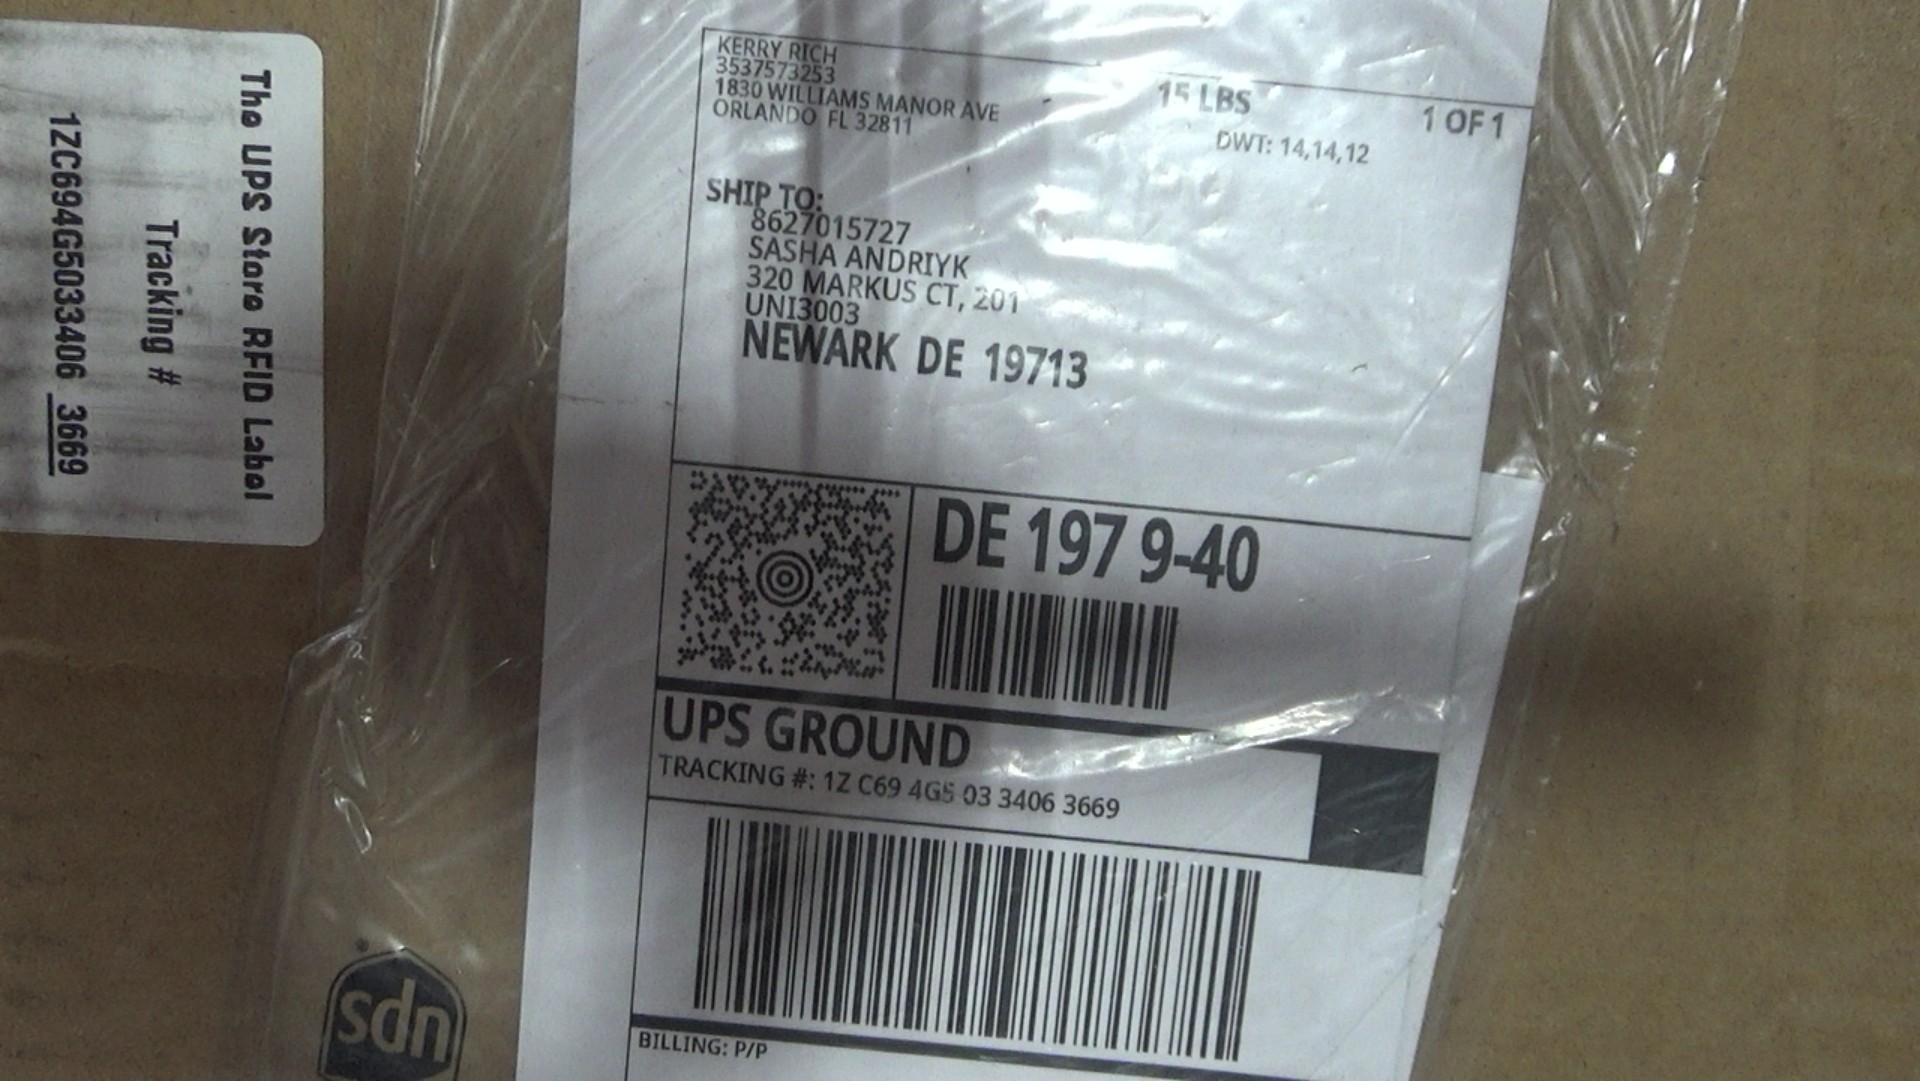 The UPS Store RFID Label
Tracking #
1ZC694G5033406 3669
KERRY RICH
3537573253
1830 WILLIAMS MANOR AVE
ORLANDO FL 32811
15 LBS
1 OF 1
DWT: 14,14,12
SHIP TO:
8627015727
SASHA ANDRIYK
320 MARKUS CT, 201
UNI3003
NEWARK DE 19713
DE 197 9-40
UPS GROUND
TRACKING #: 1Z C69 4G5 03 3406 3669
BILLING: P/P
ups